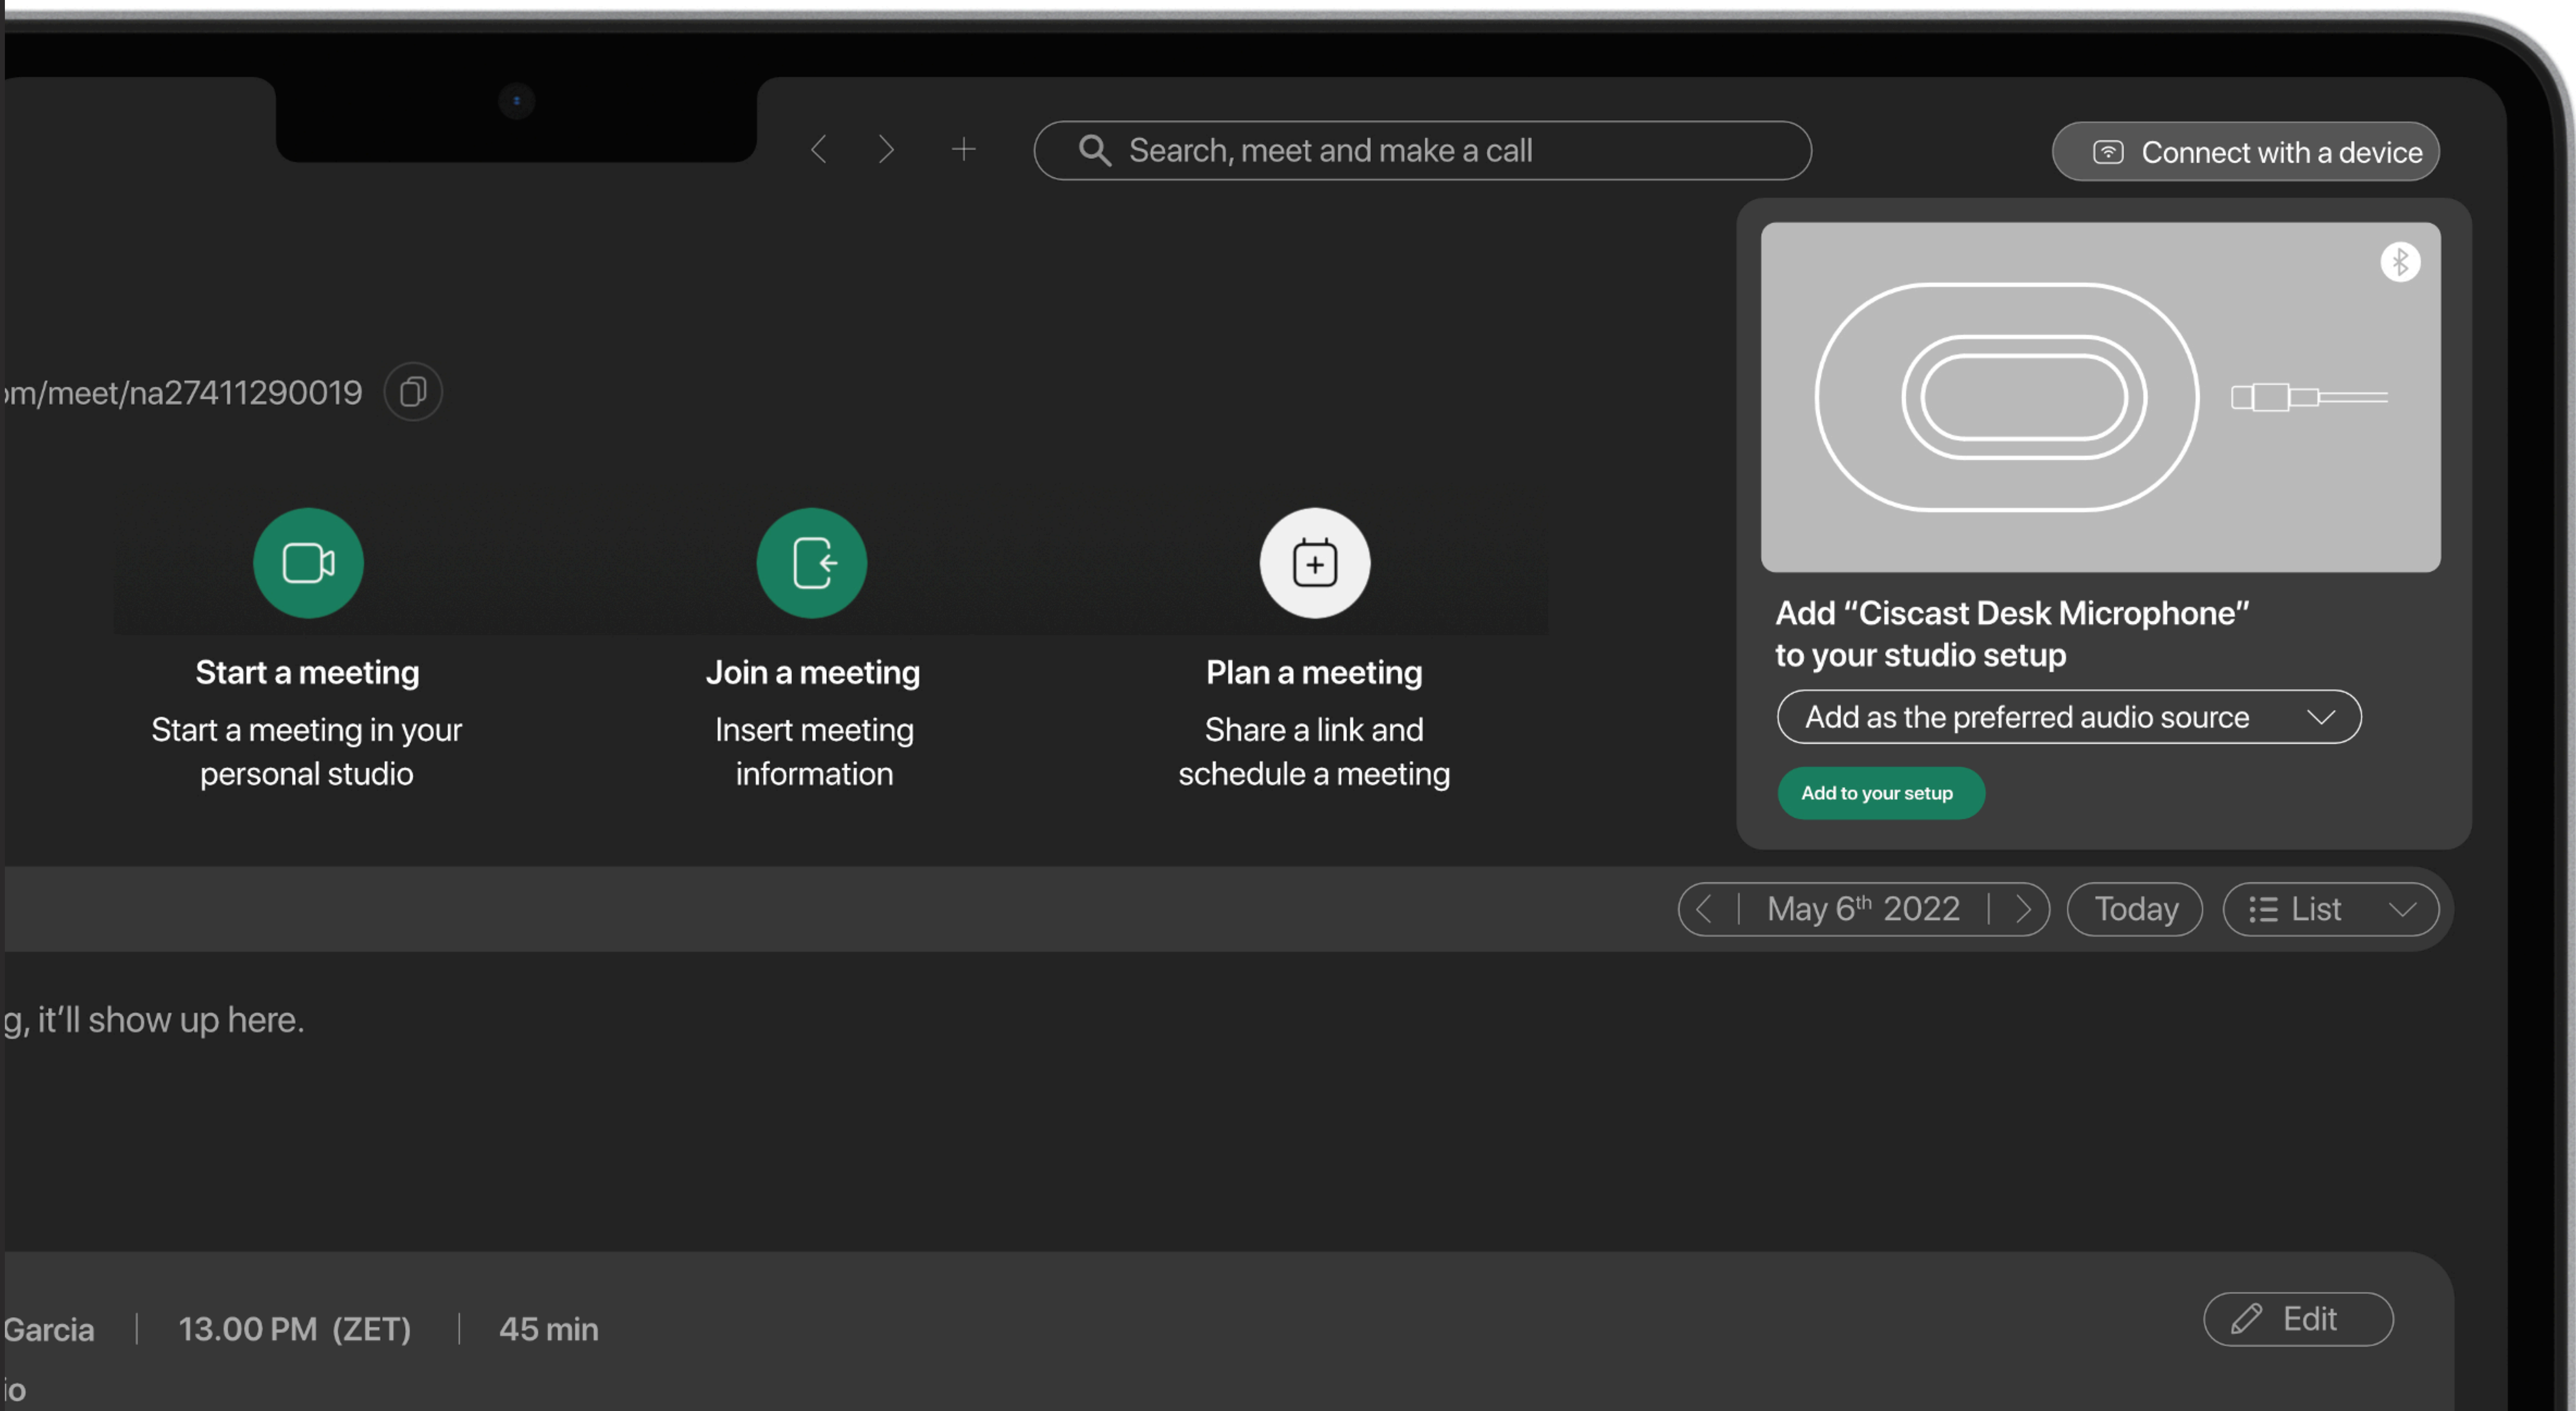 Search, meet and make a call
Connect with a device
om/meet/na27411290019
Start a meeting
Start a meeting in your
personal studio
Join a meeting
Insert meeting
information
Plan a meeting
Share a link and
schedule a meeting
Add “Ciscast Desk Microphone”
to your studio setup
Add as the preferred audio source
Add to your setup
May 6th 2022
Today
List
g, it’ll show up here.
Garcia | 13.00 PM (ZET) | 45 min
Edit
io